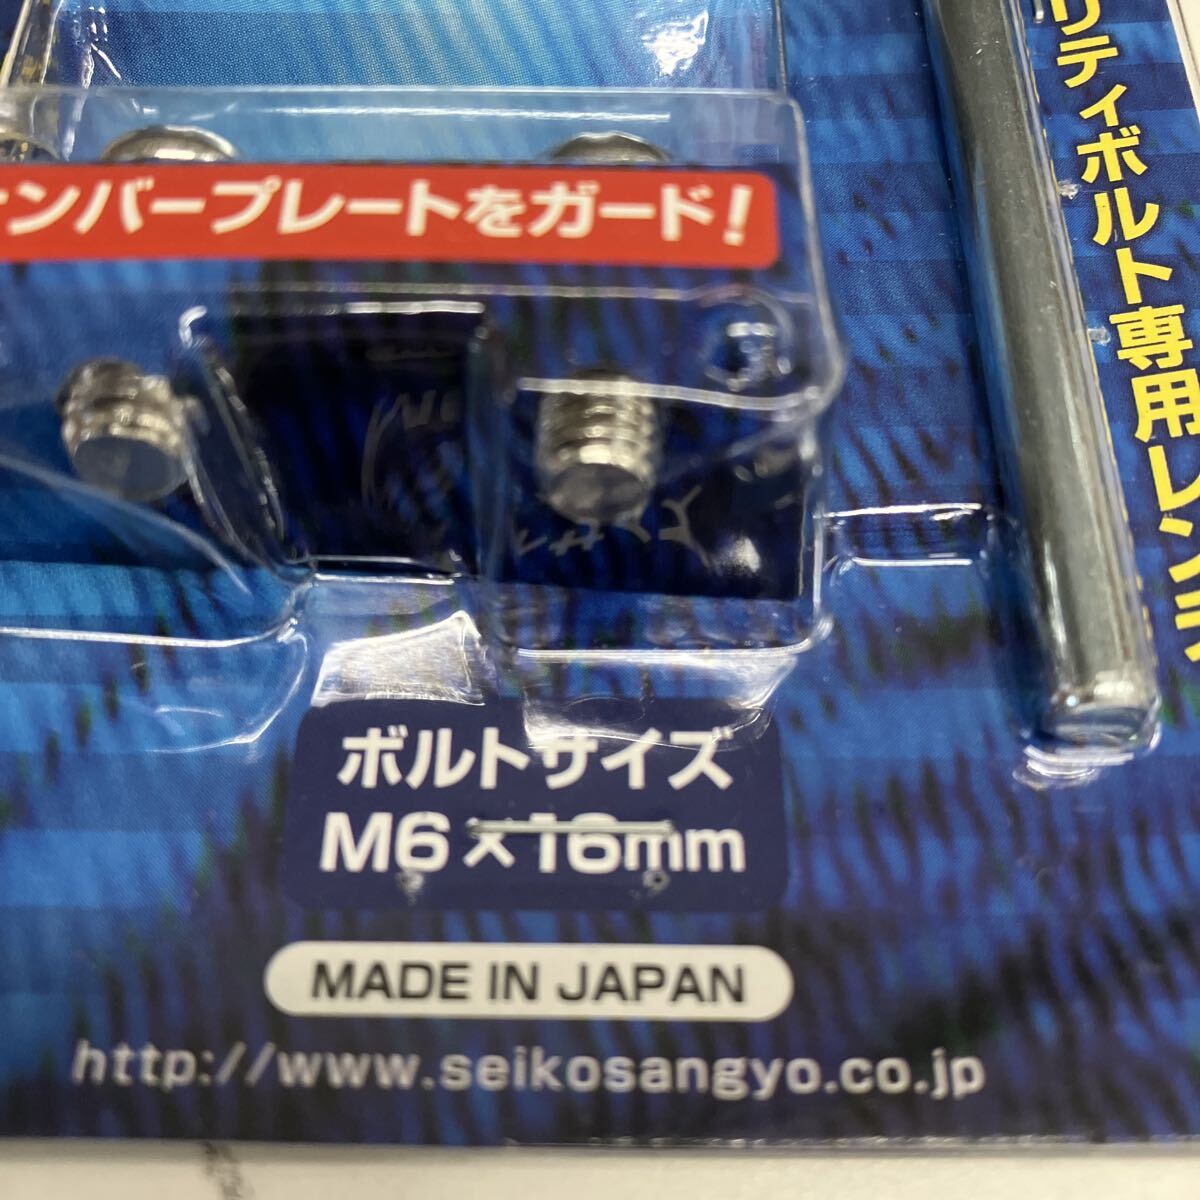 ンバープレートをガード!
リティボルト専用レン
ボルトサイズ
M6×16mm
MADE IN JAPAN
http://www.seikosangyo.co.jp